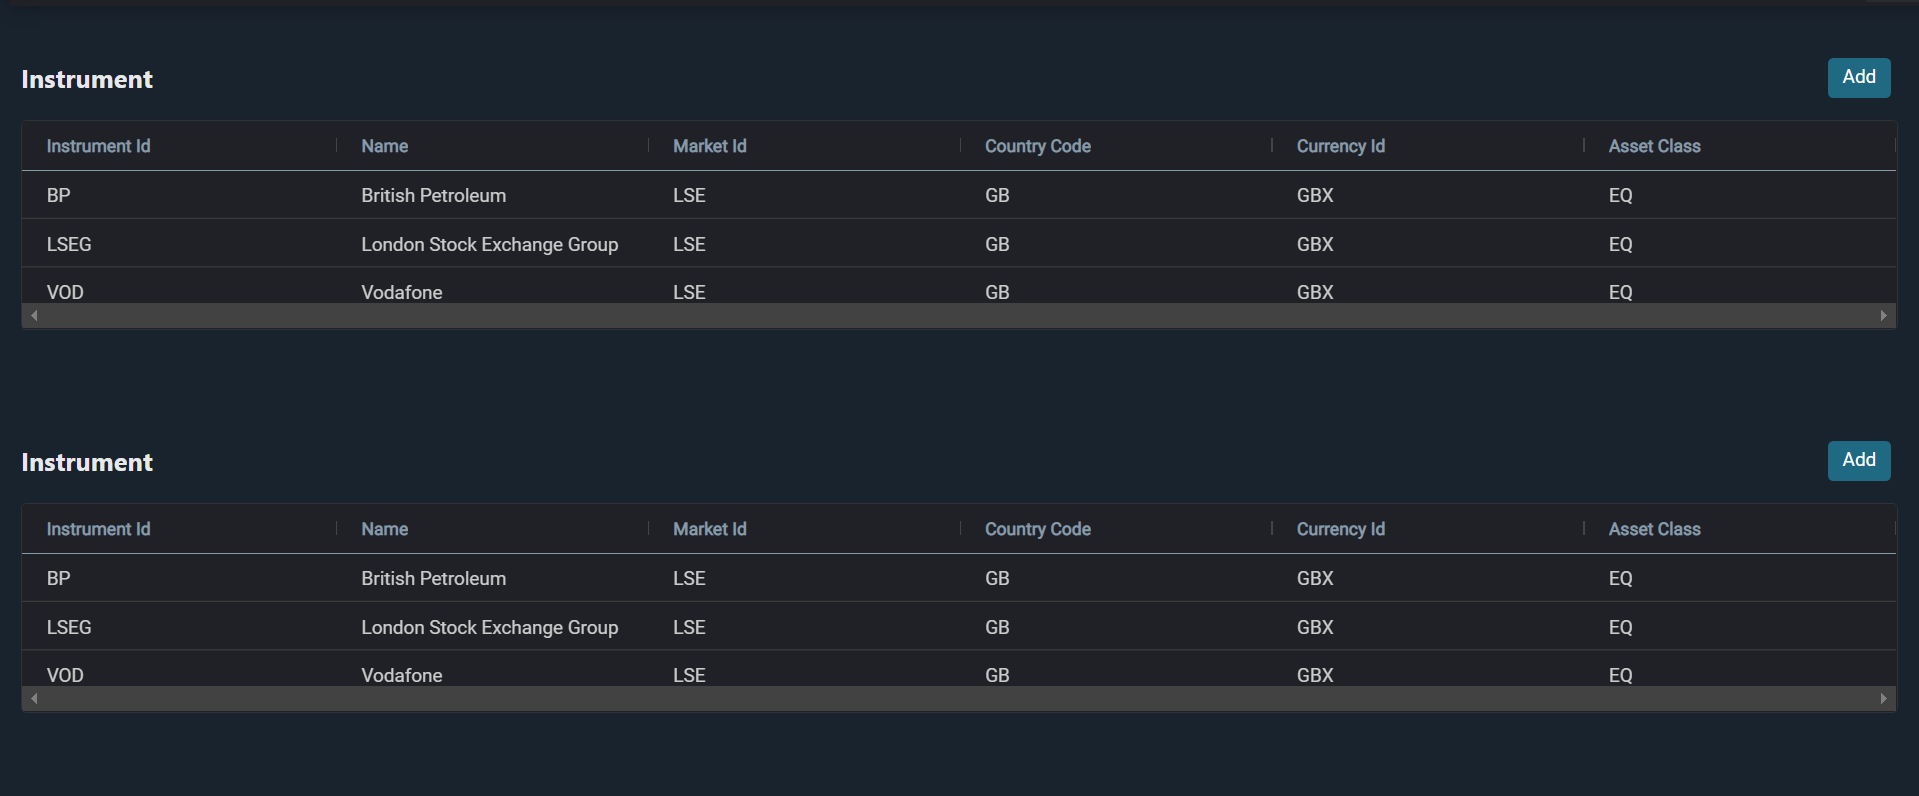 Instrument Add
Instrument Id Name Market Id Country Code Currency Id Asset Class
BP British Petroleum LSE GB GBX EQ
LSEG London Stock Exchange Group LSE GB GBX EQ
VOD Vodafone LSE GB GBX EQ
Instrument Add
Instrument Id Name Market Id Country Code Currency Id Asset Class
BP British Petroleum LSE GB GBX EQ
LSEG London Stock Exchange Group LSE GB GBX EQ
VOD Vodafone LSE GB GBX EQ